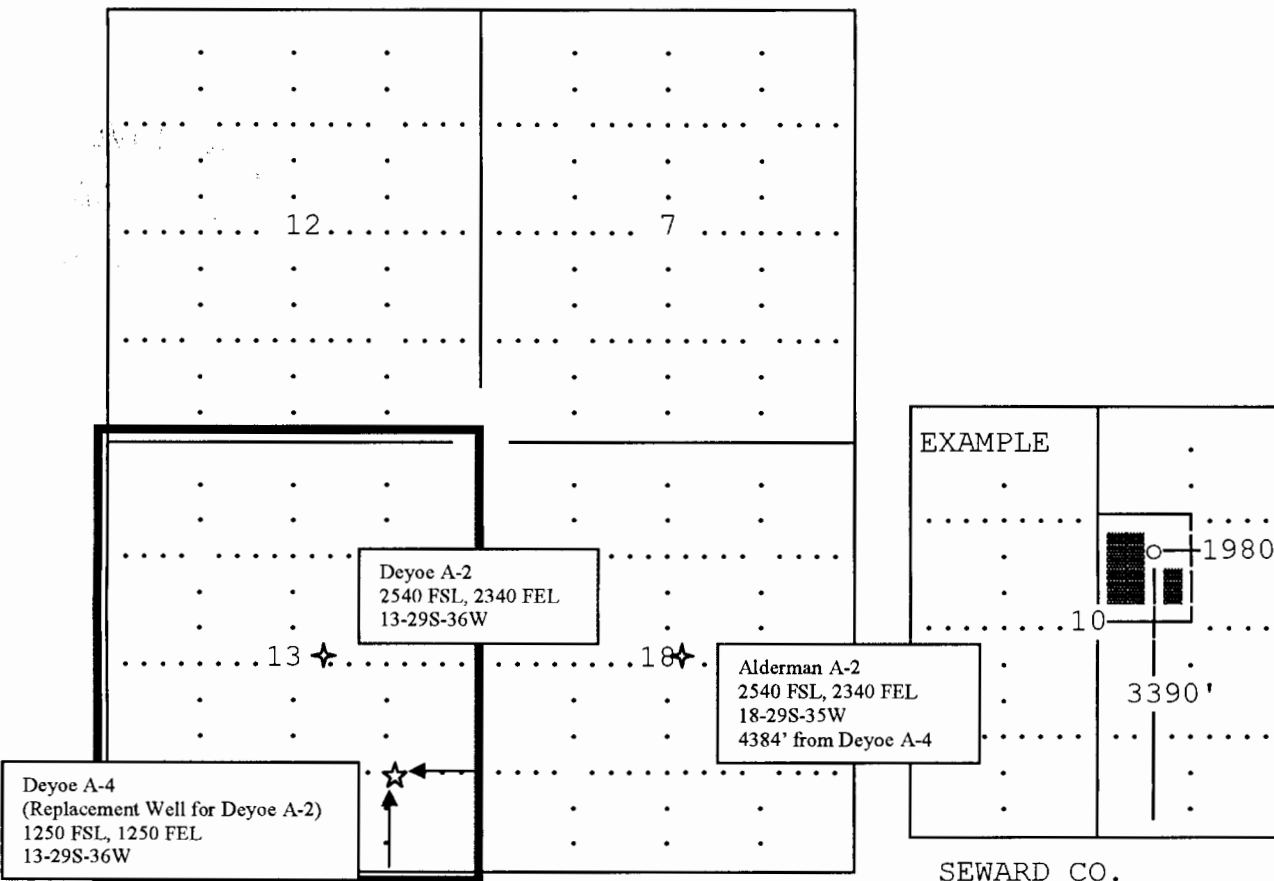 12
7
EXAMPLE
1980
10
3390'
Deyoe A-2
2540 FSL, 2340 FEL
13-29S-36W
13
18
Alderman A-2
2540 FSL, 2340 FEL
18-29S-35W
4384' from Deyoe A-4
Deyoe A-4
(Replacement Well for Deyoe A-2)
1250 FSL, 1250 FEL
13-29S-36W
SEWARD CO.